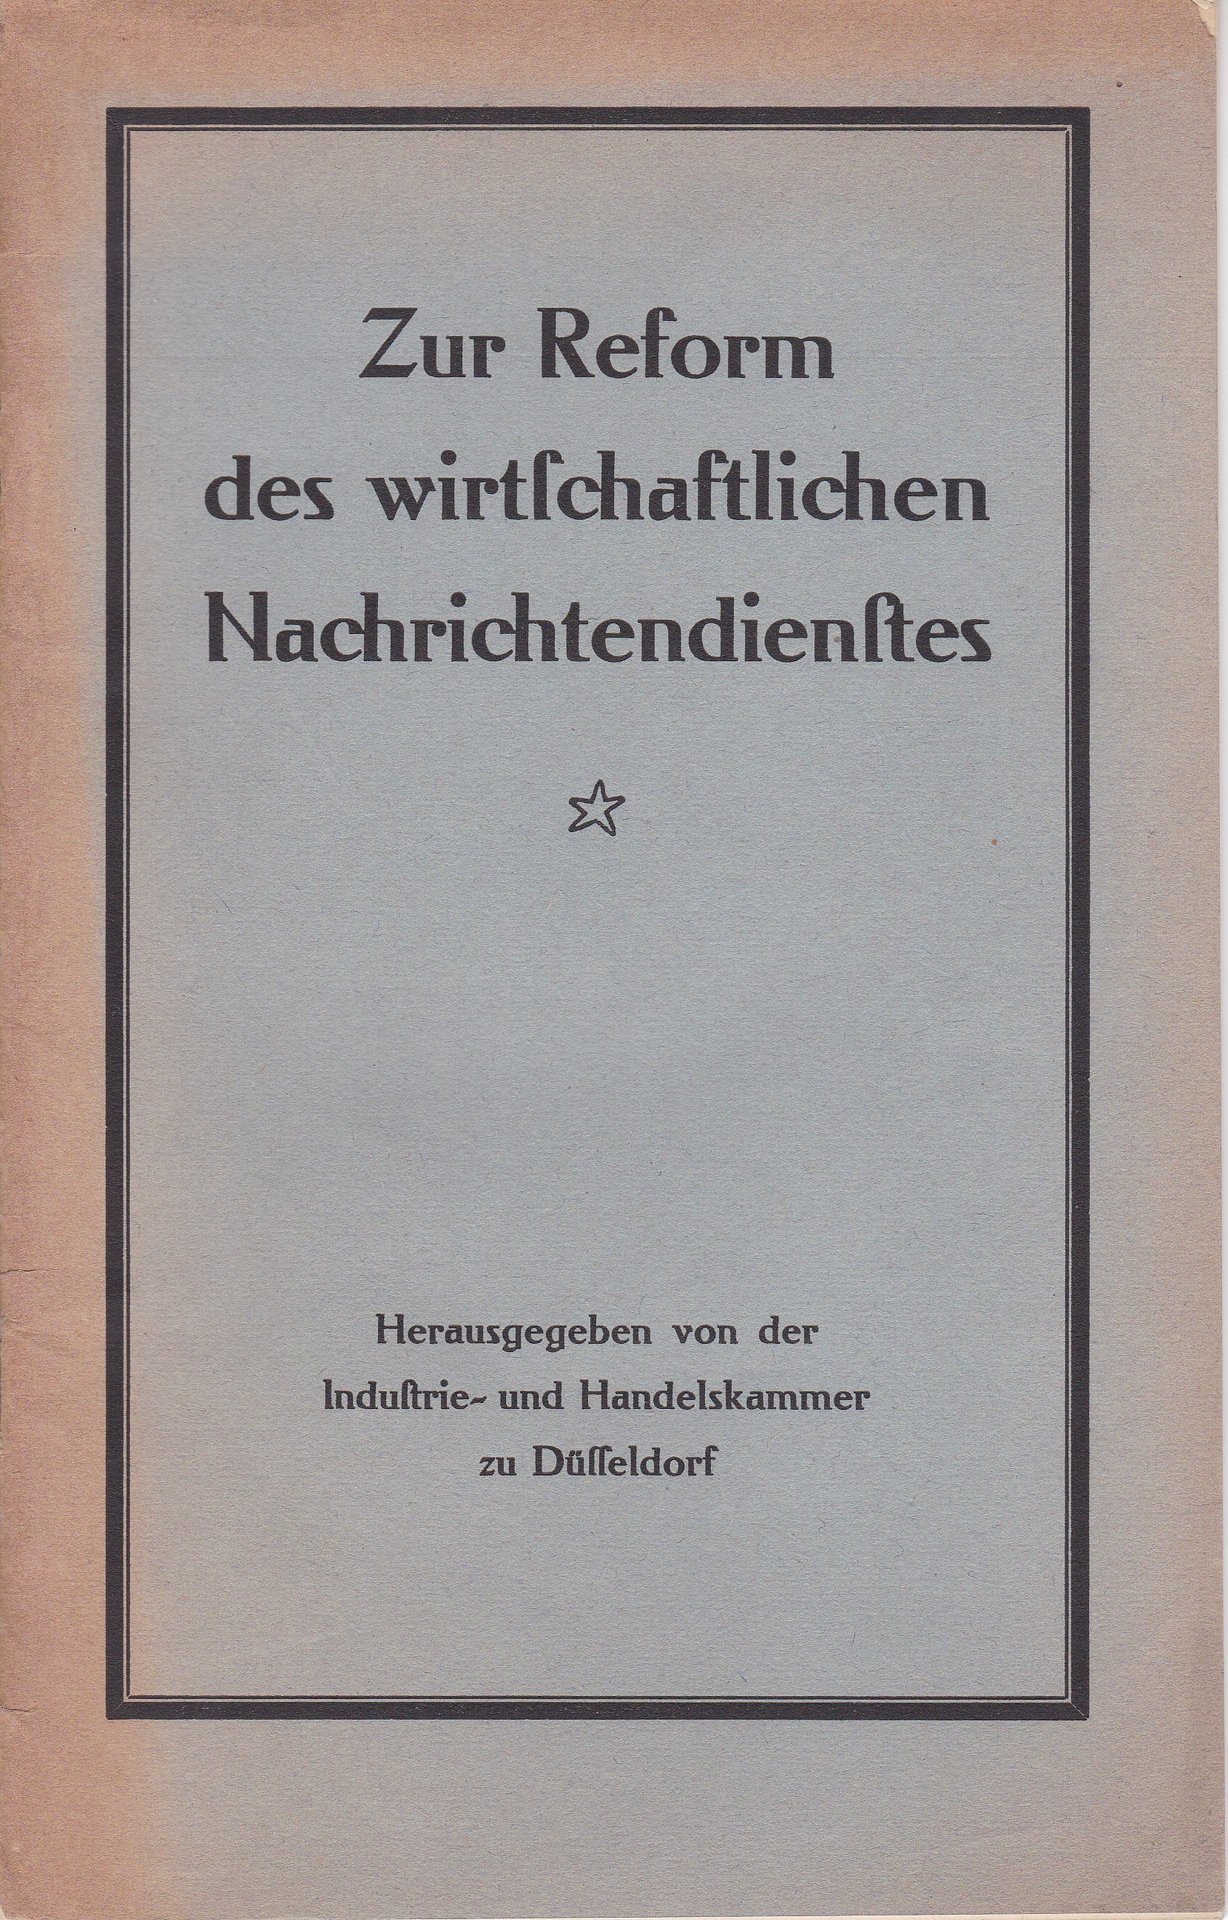 Zur Reform
des wirtſchaftlichen
Nachrichtendienſtes
Herausgegeben von der
Induſtrie- und Handelskammer
zu Düſſeldorf